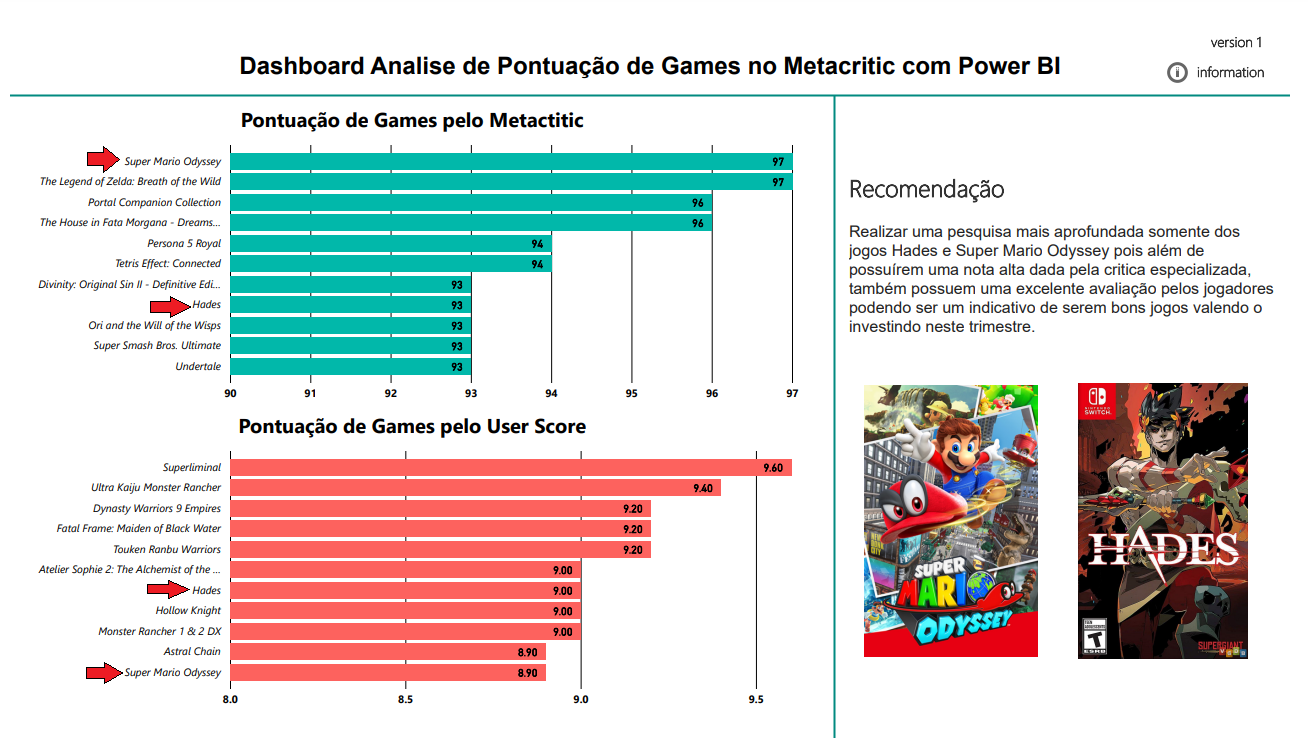 version 1
Dashboard Analise de Pontuação de Games no Metacritic com Power BI
information
Pontuação de Games pelo Metactitic
Super Mario Odyssey
97
The Legend of Zelda: Breath of the Wild
97
Portal Companion Collection
96
The House in Fata Morgana - Dreams...
96
Persona 5 Royal
94
Tetris Effect: Connected
94
Divinity: Original Sin II - Definitive Edi...
93
Hades
93
Ori and the Will of the Wisps
93
Super Smash Bros. Ultimate
93
Undertale
93
90 91 92 93 94 95 96 97
Pontuação de Games pelo User Score
Superliminal
9.60
Ultra Kaiju Monster Rancher
9.40
Dynasty Warriors 9 Empires
9.20
Fatal Frame: Maiden of Black Water
9.20
Touken Ranbu Warriors
9.20
Atelier Sophie 2: The Alchemist of the ...
9.00
Hades
9.00
Hollow Knight
9.00
Monster Rancher 1 & 2 DX
9.00
Astral Chain
8.90
Super Mario Odyssey
8.90
8.0 8.5 9.0 9.5
Recomendação
Realizar uma pesquisa mais aprofundada somente dos
jogos Hades e Super Mario Odyssey pois além de
possuírem uma nota alta dada pela critica especializada,
também possuem uma excelente avaliação pelos jogadores
podendo ser um indicativo de serem bons jogos valendo o
investindo neste trimestre.
SUPER
MARIO
ODYSSEY
NINTENDO
SWITCH
HADES
T
ESRB